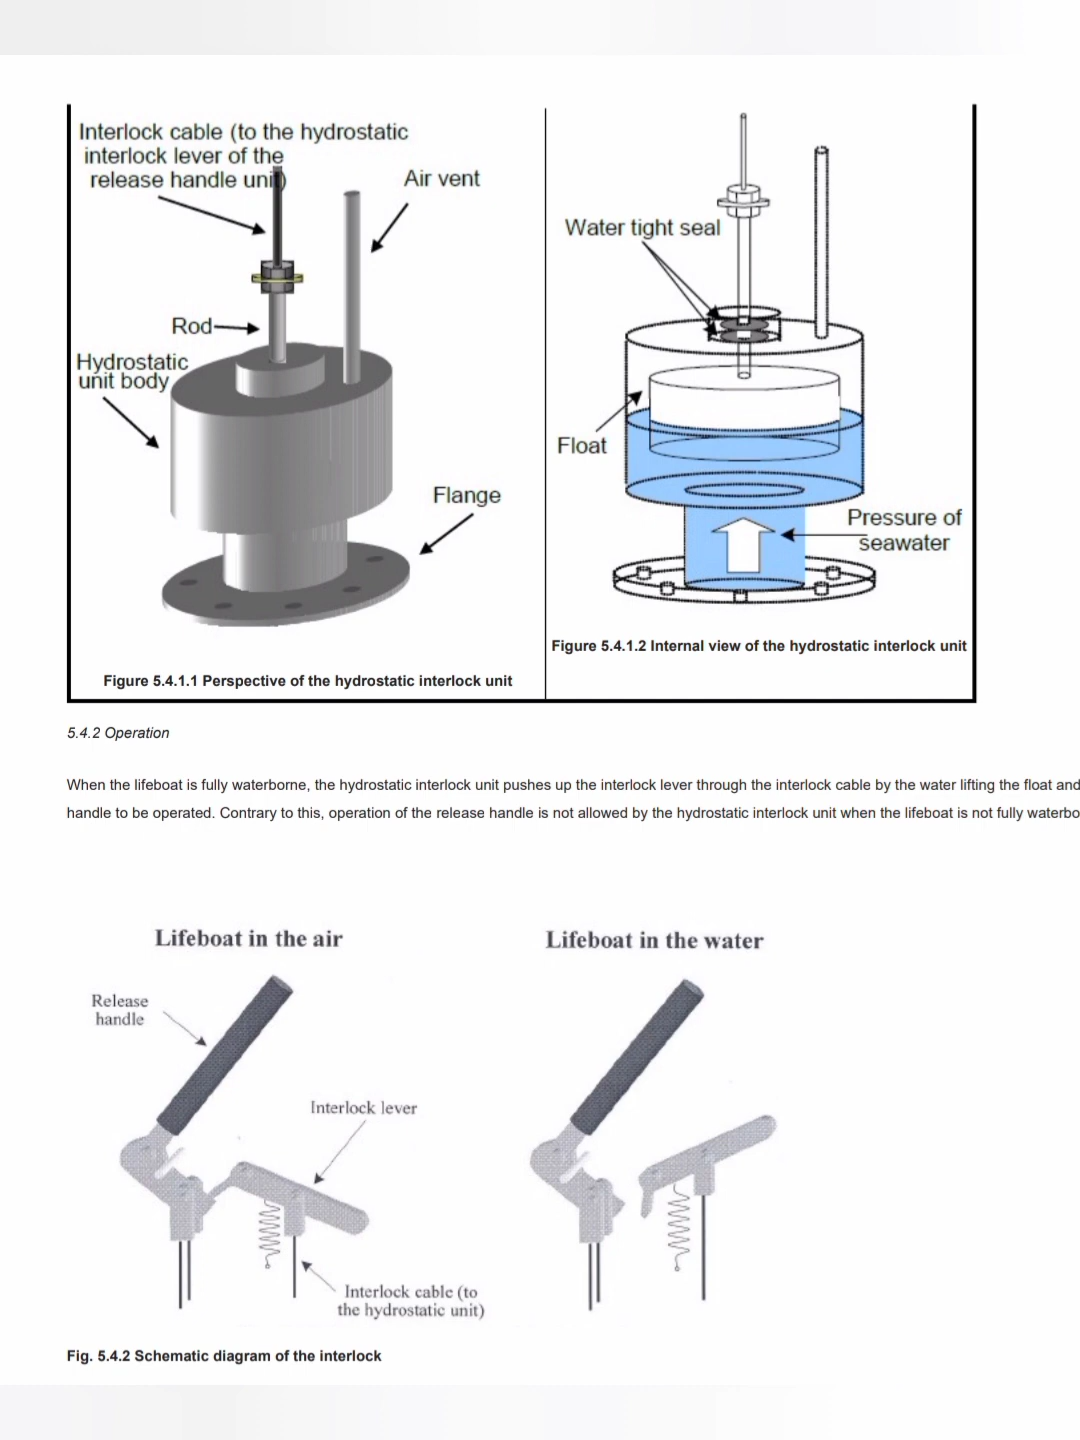 Interlock cable (to the hydrostatic
interlock lever of the
release handle unit)
Air vent
Rod
Hydrostatic
unit body
Flange
Figure 5.4.1.1 Perspective of the hydrostatic interlock unit
Water tight seal
Float
Pressure of
seawater
Figure 5.4.1.2 Internal view of the hydrostatic interlock unit
5.4.2 Operation
When the lifeboat is fully waterborne, the hydrostatic interlock unit pushes up the interlock lever through the interlock cable by the water lifting the float and
handle to be operated. Contrary to this, operation of the release handle is not allowed by the hydrostatic interlock unit when the lifeboat is not fully waterbo
Lifeboat in the air
Lifeboat in the water
Release
handle
Interlock lever
Interlock cable (to
the hydrostatic unit)
Fig. 5.4.2 Schematic diagram of the interlock